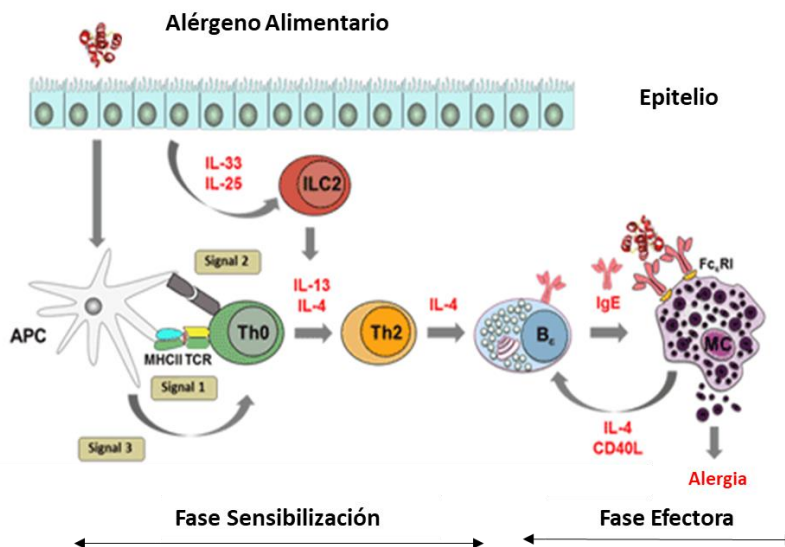 Alérgeno Alimentario
Epitelio
IL-33
IL-25
ILC2
Signal 2
IL-13
IL-4
IL-4
IgE
FcεRI
APC
Th0
Th2
Bε
MC
MHCII TCR
Signal 1
Signal 3
IL-4
CD40L
Alergia
Fase Sensibilización
Fase Efectora